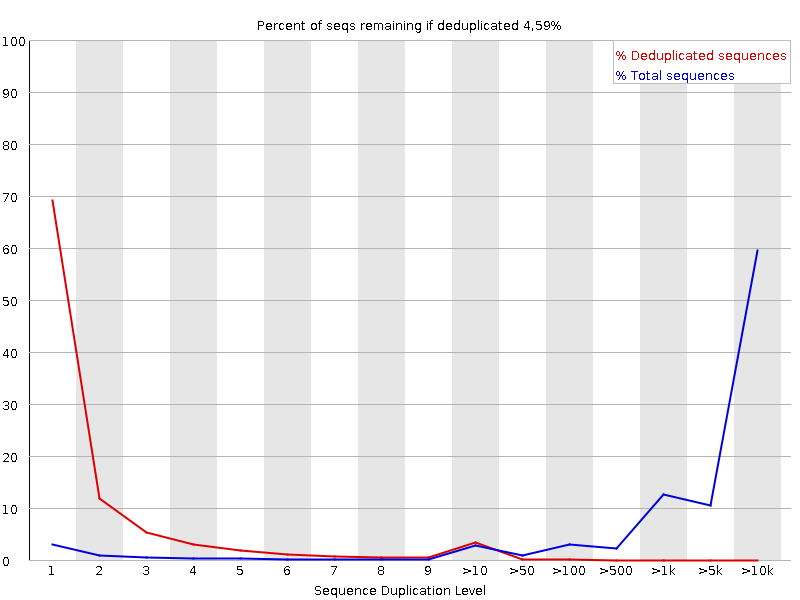 Percent of seqs remaining if deduplicated 4,59%
% Deduplicated sequences
% Total sequences
100
90
80
70
60
50
40
30
20
10
0
1 2 3 4 5 6 7 8 9 >10 >50 >100 >500 >1k >5k >10k
Sequence Duplication Level